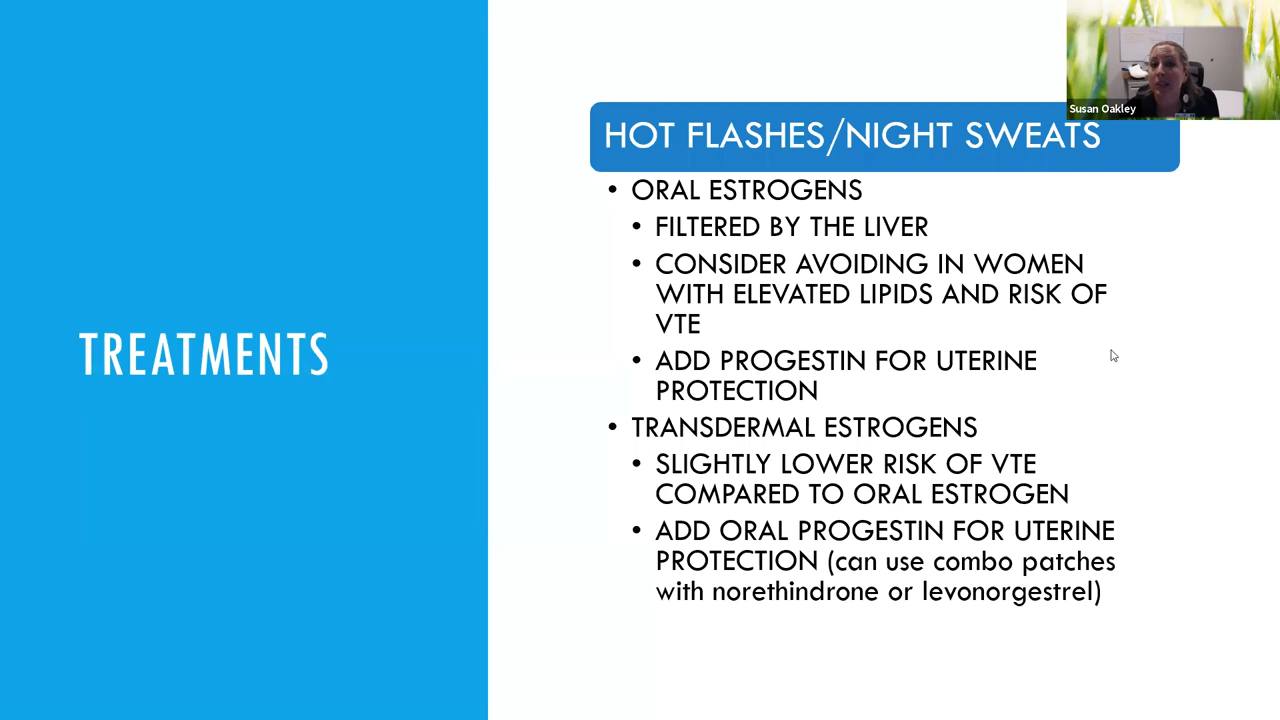 Susan Oakley
HOT FLASHES/NIGHT SWEATS
TREATMENTS
• ORAL ESTROGENS
• FILTERED BY THE LIVER
• CONSIDER AVOIDING IN WOMEN
WITH ELEVATED LIPIDS AND RISK OF
VTE
• ADD PROGESTIN FOR UTERINE
PROTECTION
• TRANSDERMAL ESTROGENS
• SLIGHTLY LOWER RISK OF VTE
COMPARED TO ORAL ESTROGEN
• ADD ORAL PROGESTIN FOR UTERINE
PROTECTION (can use combo patches
with norethindrone or levonorgestrel)